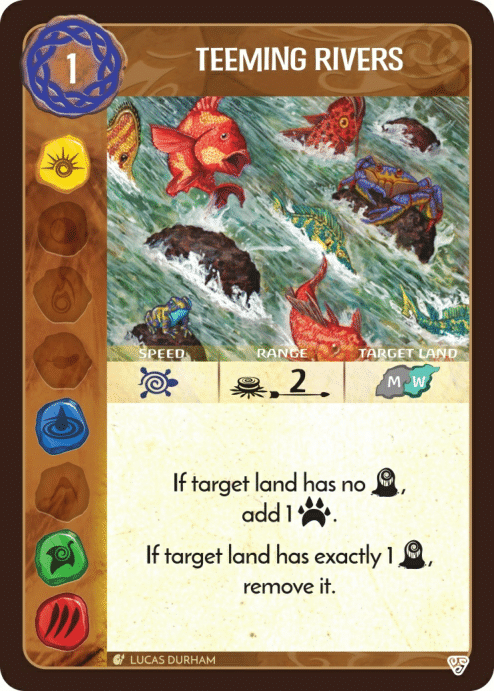 1
TEEMING RIVERS
SPEED RANGE TARGET LAND
2 M W
If target land has no ,
add 1 .
If target land has exactly 1 ,
remove it.
LUCAS DURHAM